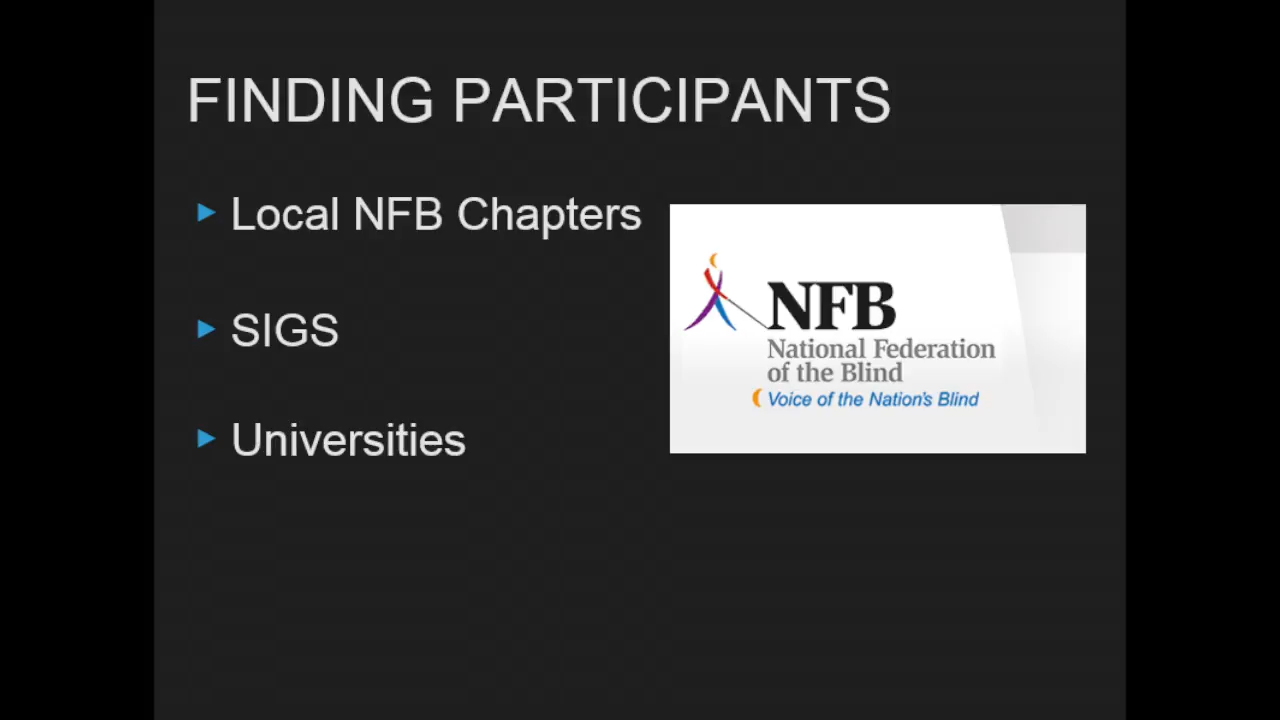 FINDING PARTICIPANTS
Local NFB Chapters
SIGS
Universities
NFB
National Federation
of the Blind
Voice of the Nation's Blind